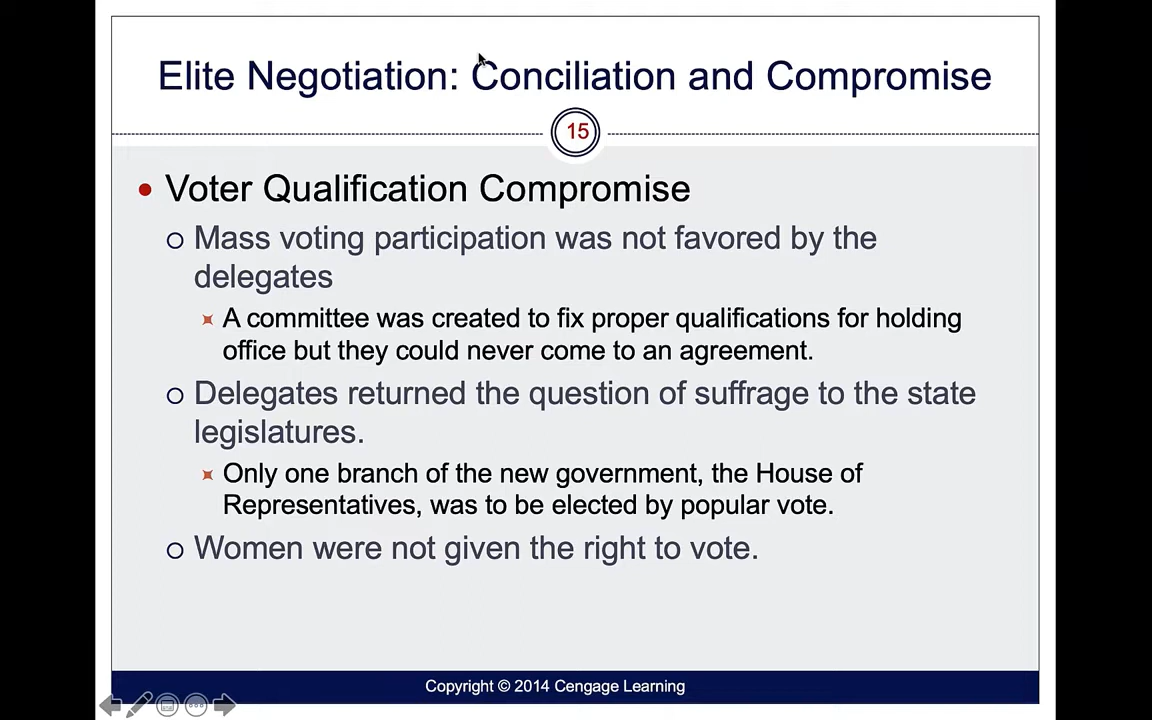 Elite Negotiation: Conciliation and Compromise
15
Voter Qualification Compromise
Mass voting participation was not favored by the
delegates
A committee was created to fix proper qualifications for holding
office but they could never come to an agreement.
Delegates returned the question of suffrage to the state
legislatures.
Only one branch of the new government, the House of
Representatives, was to be elected by popular vote.
Women were not given the right to vote.
Copyright © 2014 Cengage Learning